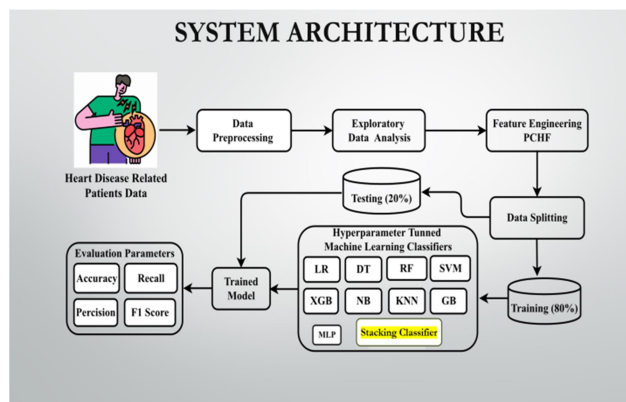 SYSTEM ARCHITECTURE
Heart Disease Related
Patients Data
Data
Preprocessing
Exploratory
Data Analysis
Feature Engineering
PCHF
Testing (20%)
Data Splitting
Training (80%)
Hyperparameter Tunned
Machine Learning Classifiers
LR DT RF SVM
XGB NB KNN GB
MLP Stacking Classifier
Trained
Model
Evaluation Parameters
Accuracy Recall
Percision F1 Score